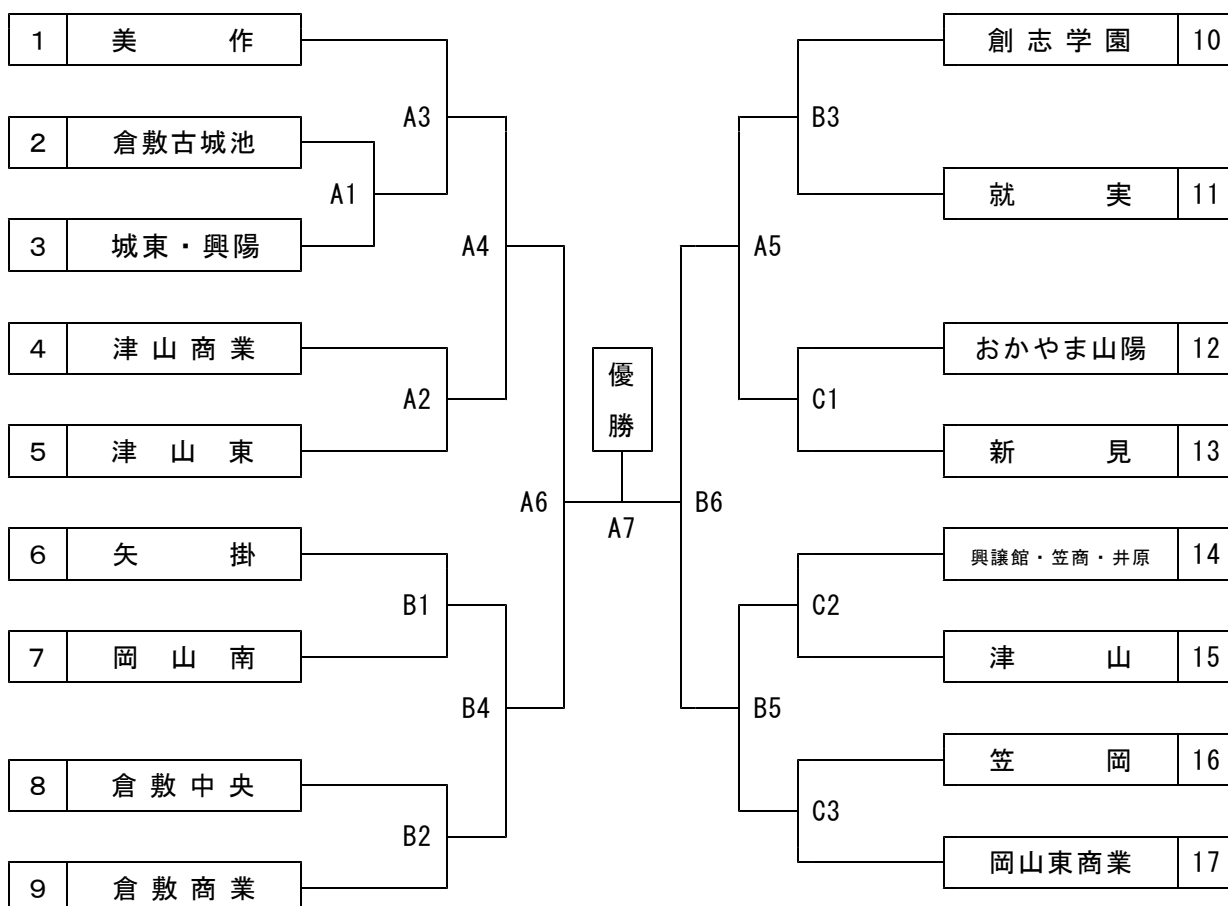 1 美作
A3
2 倉敷古城池
A1
3 城東・興陽
A4
4 津山商業
A2
5 津山東
A6
6 矢掛
B1
7 岡山南
B4
8 倉敷中央
B2
9 倉敷商業
優
勝
A7
創志学園 10
B3
就実 11
A5
おかやま山陽 12
C1
新見 13
B6
興譲館・笠商・井原 14
C2
津山 15
B5
笠岡 16
C3
岡山東商業 17